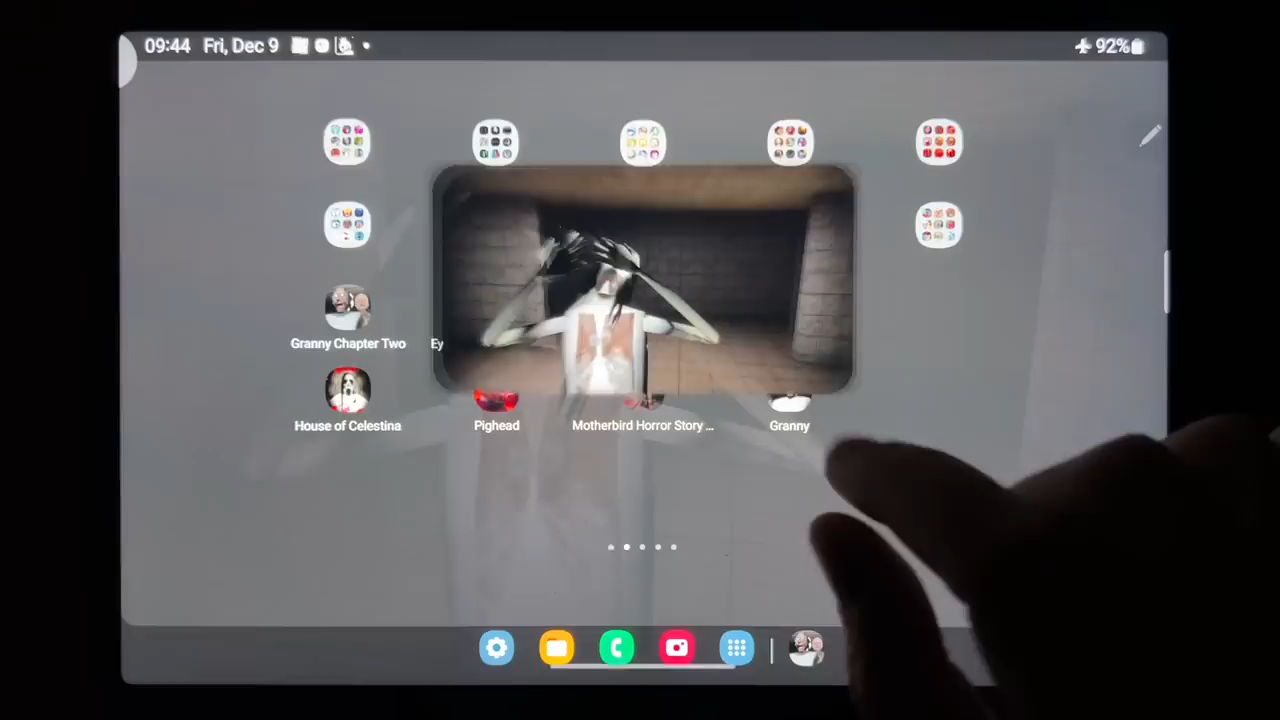 09:44 Fri, Dec 9
92%
Granny Chapter Two
Ey
House of Celestina
Pighead
Motherbird Horror Story ...
Granny